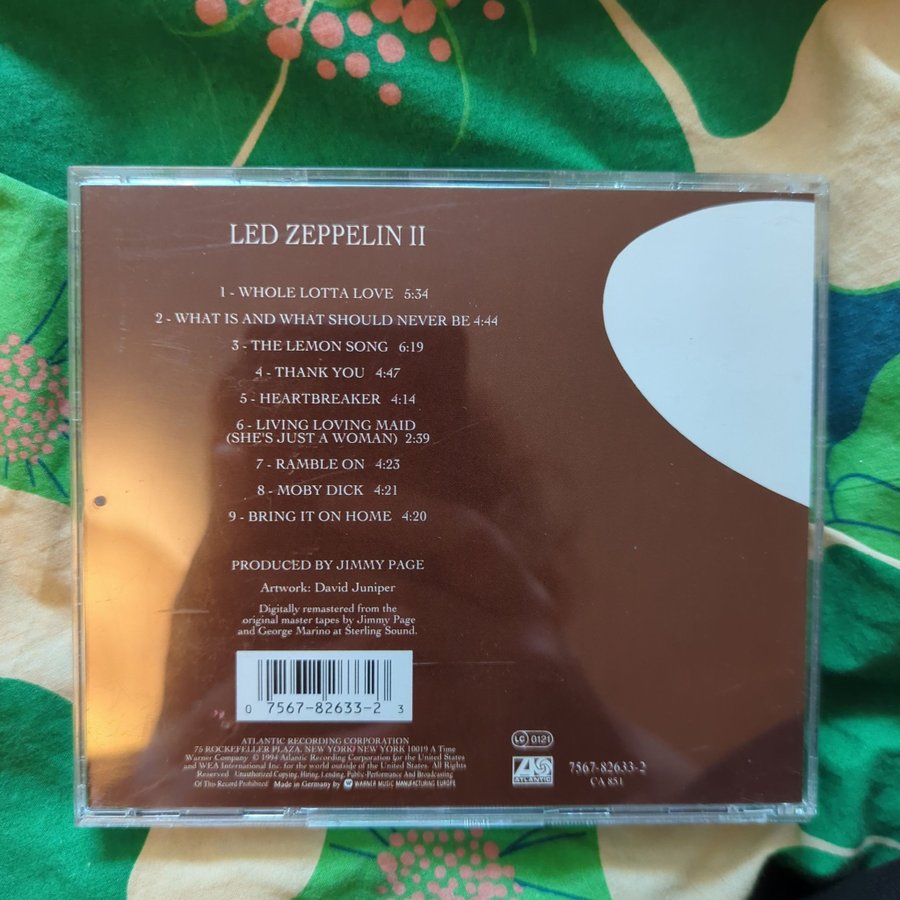 LED ZEPPELIN II
1 - WHOLE LOTTA LOVE 5:34
2 - WHAT IS AND WHAT SHOULD NEVER BE 4:44
3 - THE LEMON SONG 6:19
4 - THANK YOU 4:47
5 - HEARTBREAKER 4:14
6 - LIVING LOVING MAID
(SHE'S JUST A WOMAN) 2:39
7 - RAMBLE ON 4:23
8 - MOBY DICK 4:21
9 - BRING IT ON HOME 4:20
PRODUCED BY JIMMY PAGE
Artwork: David Juniper
Digitally remastered from the
original master tapes by Jimmy Page
and George Marino at Sterling Sound.
0 7567-82633-2 3
ATLANTIC RECORDING CORPORATION
75 ROCKEFELLER PLAZA, NEW YORK, NEW YORK 10019 A Time
Warner Company © 1994 Atlantic Recording Corporation for the United States
and WEA International Inc. for the world outside of the United States. All Rights
Reserved. Unauthorized Copying, Hiring, Lending, Public Performance And Broadcasting
Of This Record Prohibited. Made in Germany by WARNER MUSIC MANUFACTURING EUROPE
LC 0121
ATLANTIC
7567-82633-2
CA 851